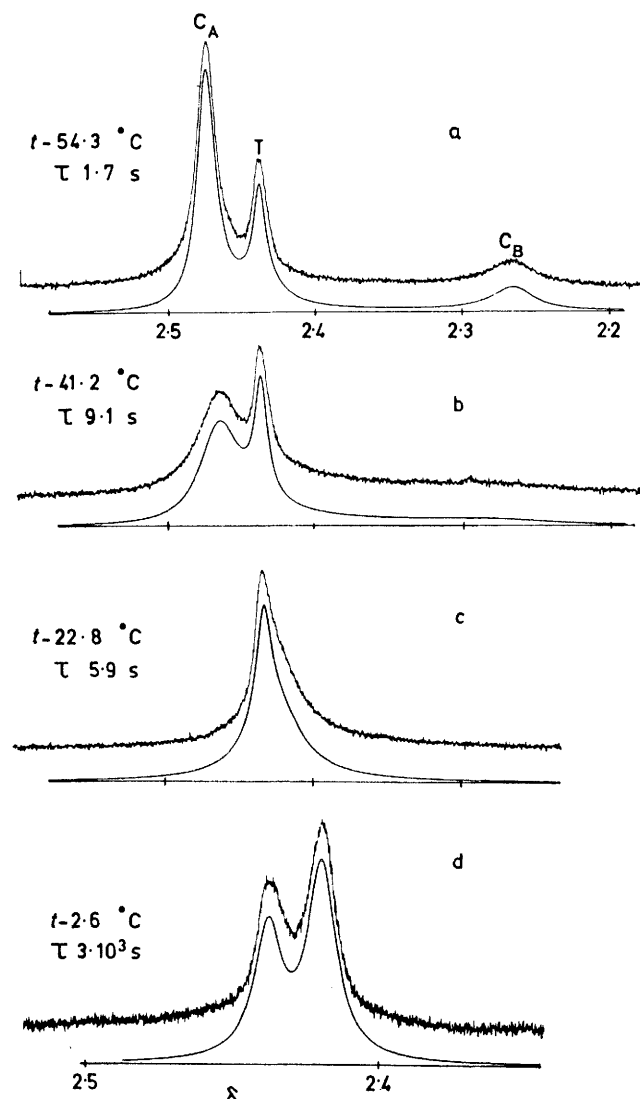 C_A
t-54·3 °C
τ 1·7 s
T
a
C_B
2·5 2·4 2·3 2·2
t-41·2 °C
τ 9·1 s
b
t-22·8 °C
τ 5·9 s
c
t-2·6 °C
τ 3·10³ s
d
2·5 2·4
δ